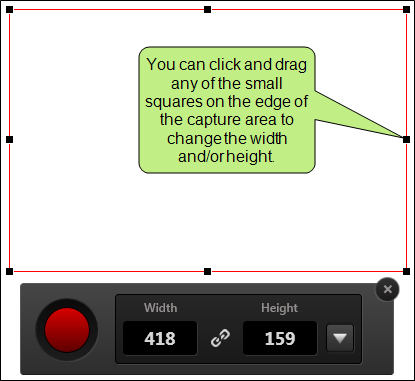 You can click and drag
any of the small
squares on the edge of
the capture area to
change the width
and/or height.
Width Height
418 159